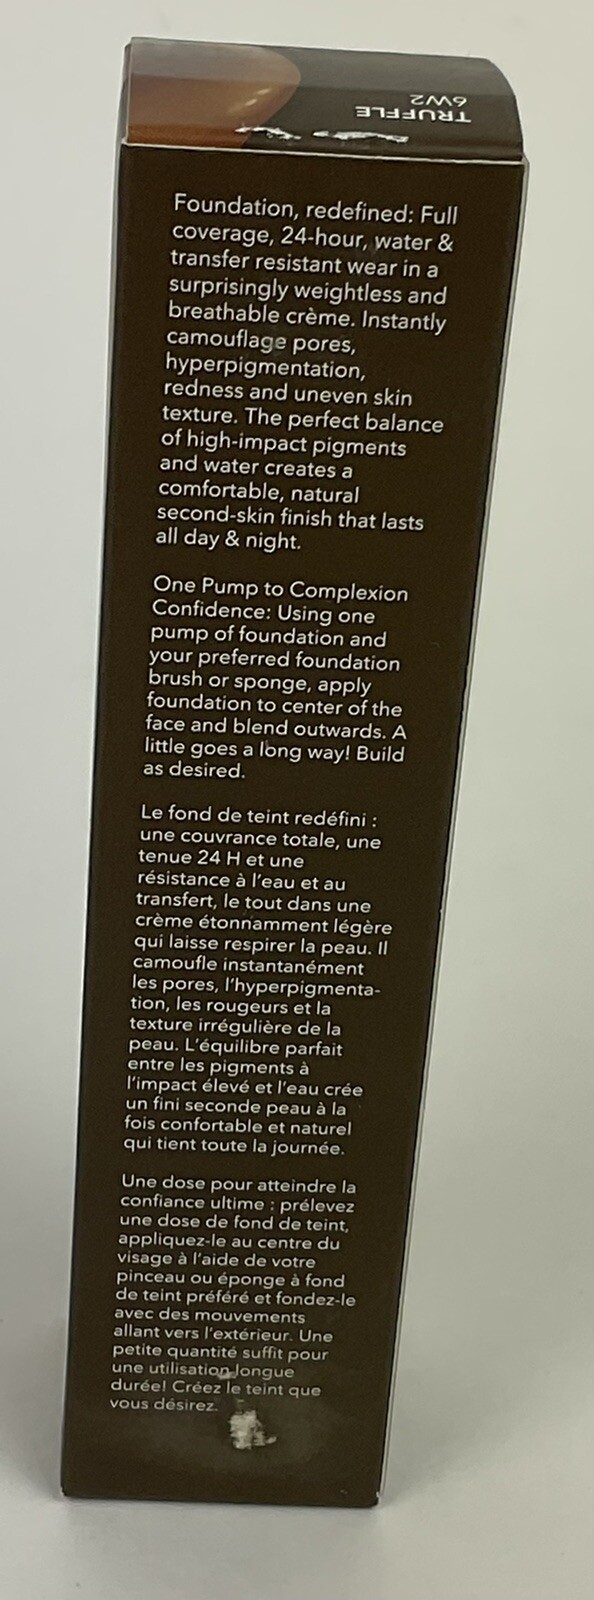 TRUFFLE
6W2
Foundation, redefined: Full
coverage, 24-hour, water &
transfer resistant wear in a
surprisingly weightless and
breathable crème. Instantly
camouflage pores,
hyperpigmentation,
redness and uneven skin
texture. The perfect balance
of high-impact pigments
and water creates a
comfortable, natural
second-skin finish that lasts
all day & night.
One Pump to Complexion
Confidence: Using one
pump of foundation and
your preferred foundation
brush or sponge, apply
foundation to center of the
face and blend outwards. A
little goes a long way! Build
as desired.
Le fond de teint redéfini :
une couvrance totale, une
tenue 24 H et une
résistance à l'eau et au
transfert, le tout dans une
crème étonnamment légère
qui laisse respirer la peau. Il
camoufle instantanément
les pores, l'hyperpigmenta-
tion, les rougeurs et la
texture irrégulière de la
peau. L'équilibre parfait
entre les pigments à
l'impact élevé et l'eau crée
un fini seconde peau à la
fois confortable et naturel
qui tient toute la journée.
Une dose pour atteindre la
confiance ultime : prélevez
une dose de fond de teint,
appliquez-le au centre du
visage à l'aide de votre
pinceau ou éponge à fond
de teint préféré et fondez-le
avec des mouvements
allant vers l'extérieur. Une
petite quantité suffit pour
une utilisation longue
durée! Créez le teint que
vous désirez.